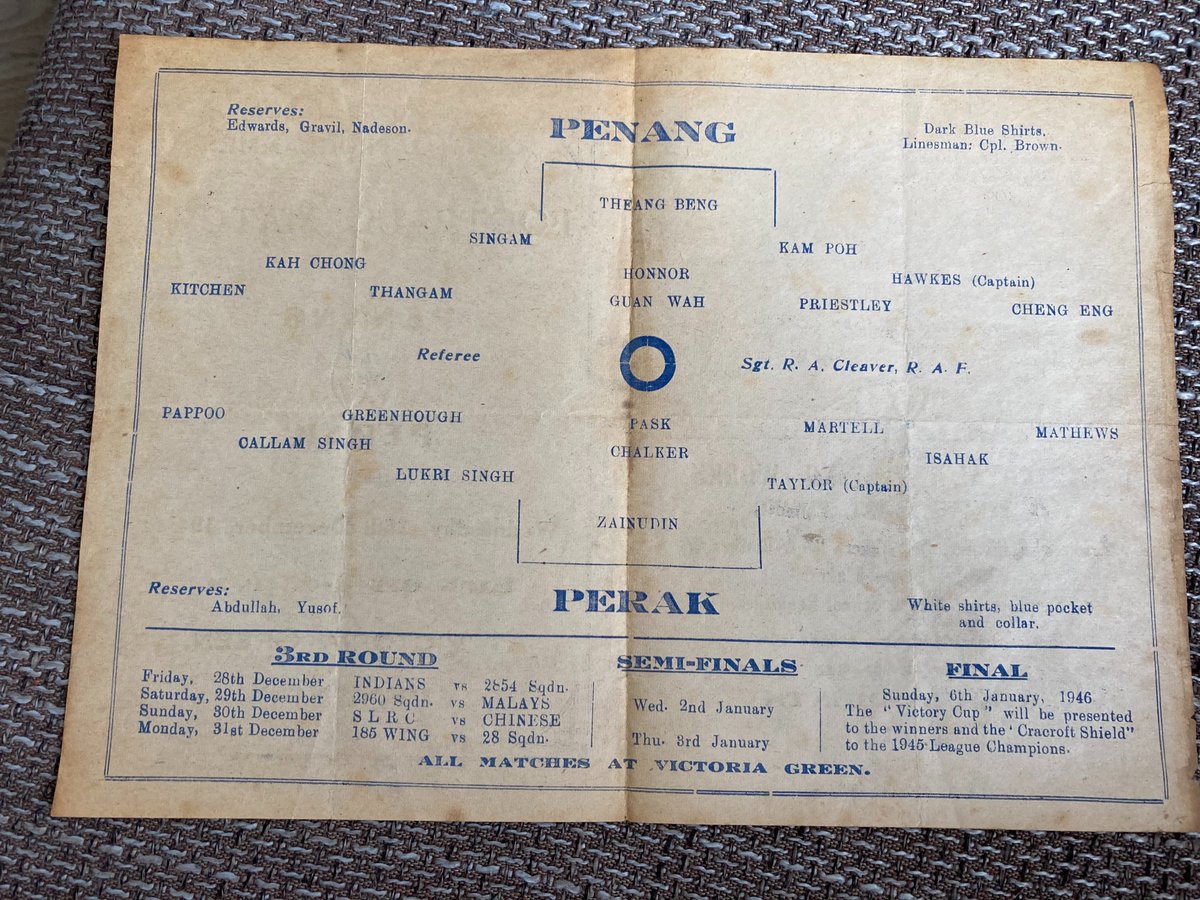 Reserves:
Edwards, Gravil, Nadeson.
PENANG
Dark Blue Shirts.
Linesman: Cpl. Brown.
THEANG BENG
SINGAM
KAM POH
KAH CHONG
HONNOR
HAWKES (Captain)
KITCHEN THANGAM GUAN WAH PRIESTLEY CHENG ENG
Referee Sgt. R. A. Cleaver, R. A. F.
PAPPOO GREENHOUGH PASK MARTELL MATHEWS
CALLAM SINGH CHALKER ISAHAK
LUKRI SINGH TAYLOR (Captain)
ZAINUDIN
Reserves:
Abdullah, Yusof.
PERAK
White shirts, blue pocket
and collar.
3RD ROUND
Friday, 28th December INDIANS vs 2854 Sqdn.
Saturday, 29th December 2960 Sqdn. vs MALAYS
Sunday, 30th December S L R C vs CHINESE
Monday, 31st December 185 WING vs 28 Sqdn.
SEMI-FINALS
Wed. 2nd January
Thu. 3rd January
FINAL
Sunday, 6th January, 1946.
The "Victory Cup" will be presented
to the winners and the 'Cracroft Shield"
to the 1945 League Champions.
ALL MATCHES AT VICTORIA GREEN.